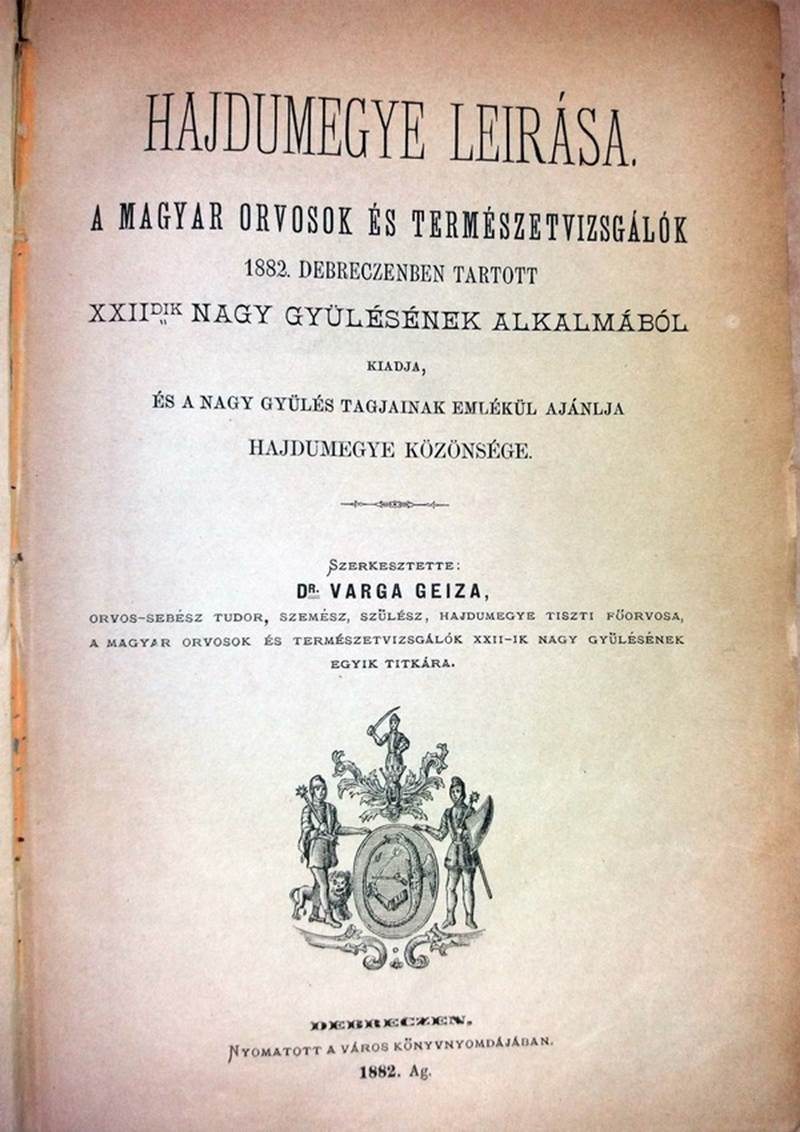 HAJDUMEGYE LEIRÁSA.
A MAGYAR ORVOSOK ÉS TERMÉSZETVIZSGÁLÓK
1882. DEBRECZENBEN TARTOTT
XXIIDIK NAGY GYÜLÉSÉNEK ALKALMÁBÓL
KIADJA,
ÉS A NAGY GYÜLÉS TAGJAINAK EMLÉKÜL AJÁNLJA
HAJDUMEGYE KÖZÖNSÉGE.
SZERKESZTETTE:
DR. VARGA GEIZA,
ORVOS-SEBÉSZ TUDOR, SZEMÉSZ, SZÜLÉSZ, HAJDUMEGYE TISZTI FŐORVOSA,
A MAGYAR ORVOSOK ÉS TERMÉSZETVIZSGÁLÓK XXII-IK NAGY GYÜLÉSÉNEK
EGYIK TITKÁRA.
DEBRECZEN,
NYOMATOTT A VÁROS KÖNYVNYOMDÁJÁBAN.
1882. Ag.